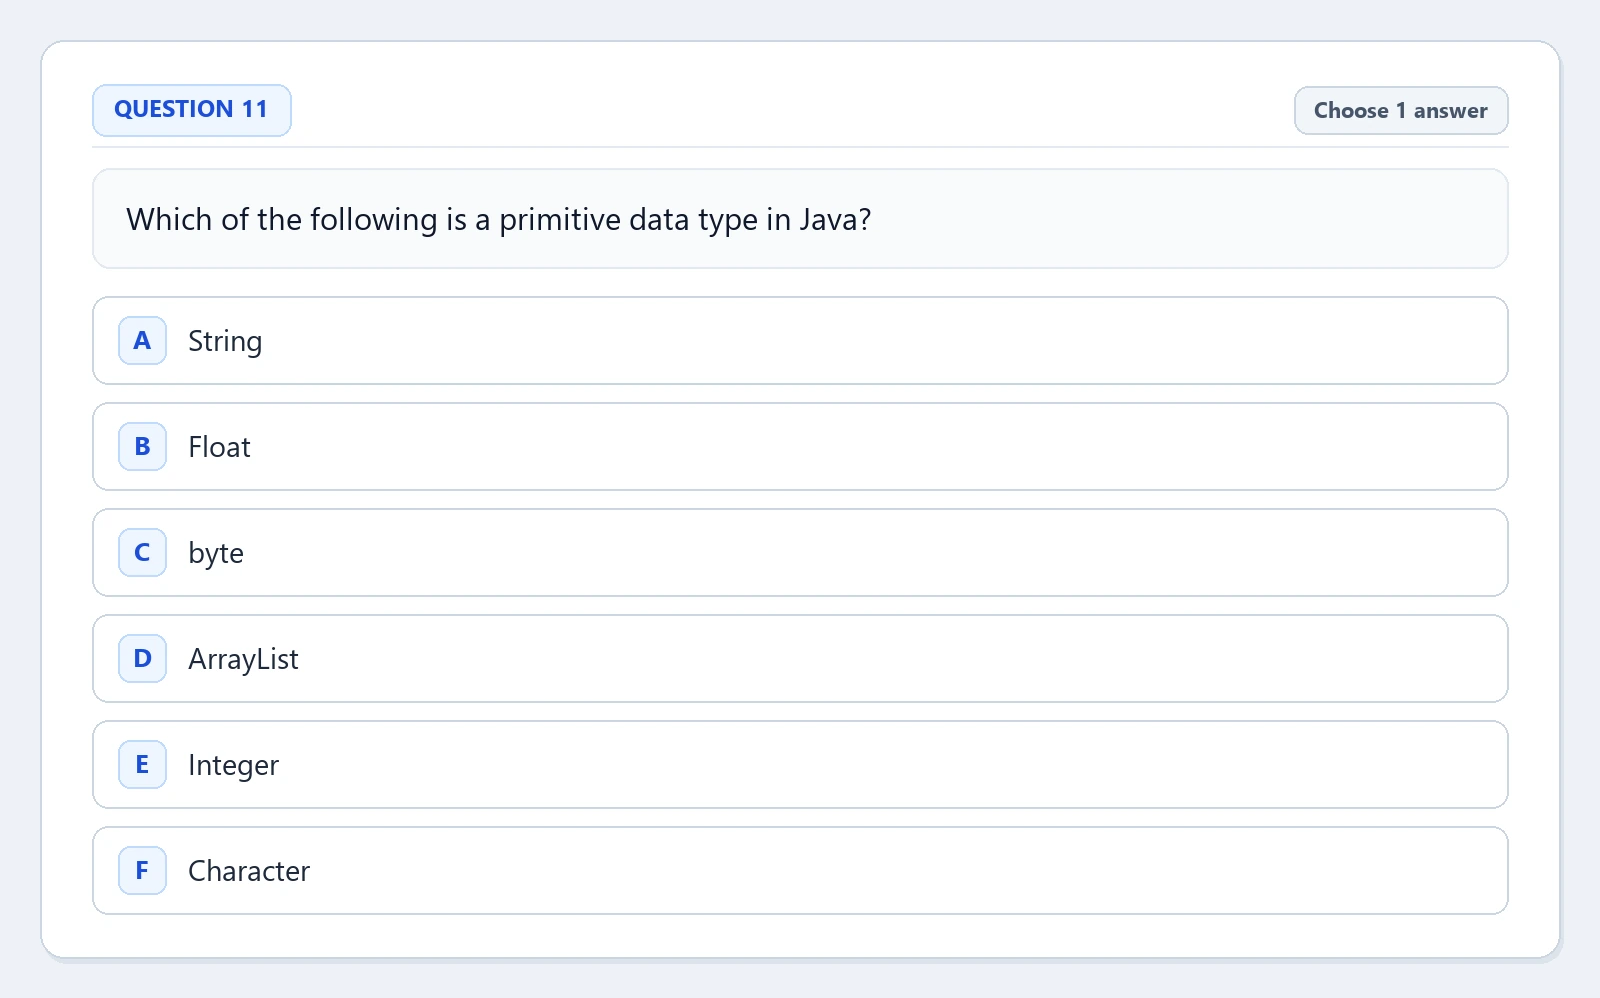 QUESTION 11
Choose 1 answer
Which of the following is a primitive data type in Java?
A String
B Float
C byte
D ArrayList
E Integer
F Character